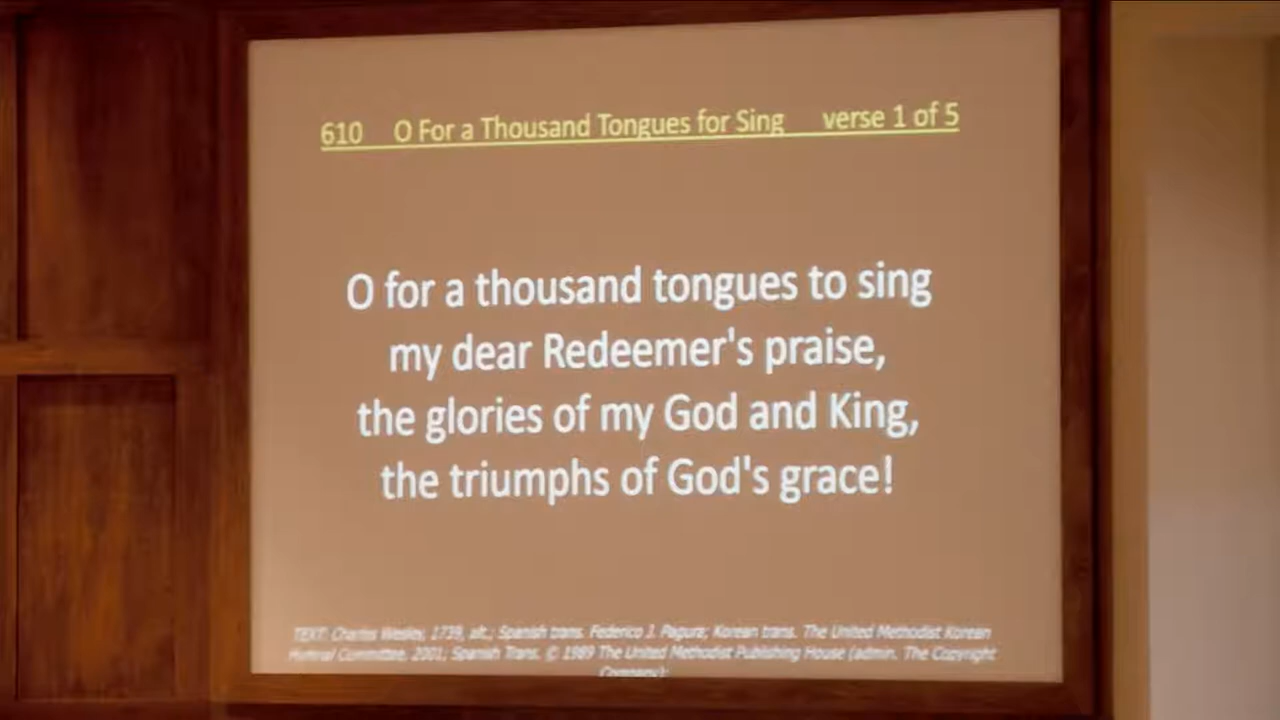 610 O For a Thousand Tongues for Sing verse 1 of 5
O for a thousand tongues to sing
my dear Redeemer's praise,
the glories of my God and King,
the triumphs of God's grace!
TEXT: Charles Wesley, 1739, alt.; Spanish trans. Federico J. Pagura; Korean trans. The United Methodist Korean
Hymnal Committee, 2001; Spanish Trans. © 1989 The United Methodist Publishing House (admin. The Copyright
Company);